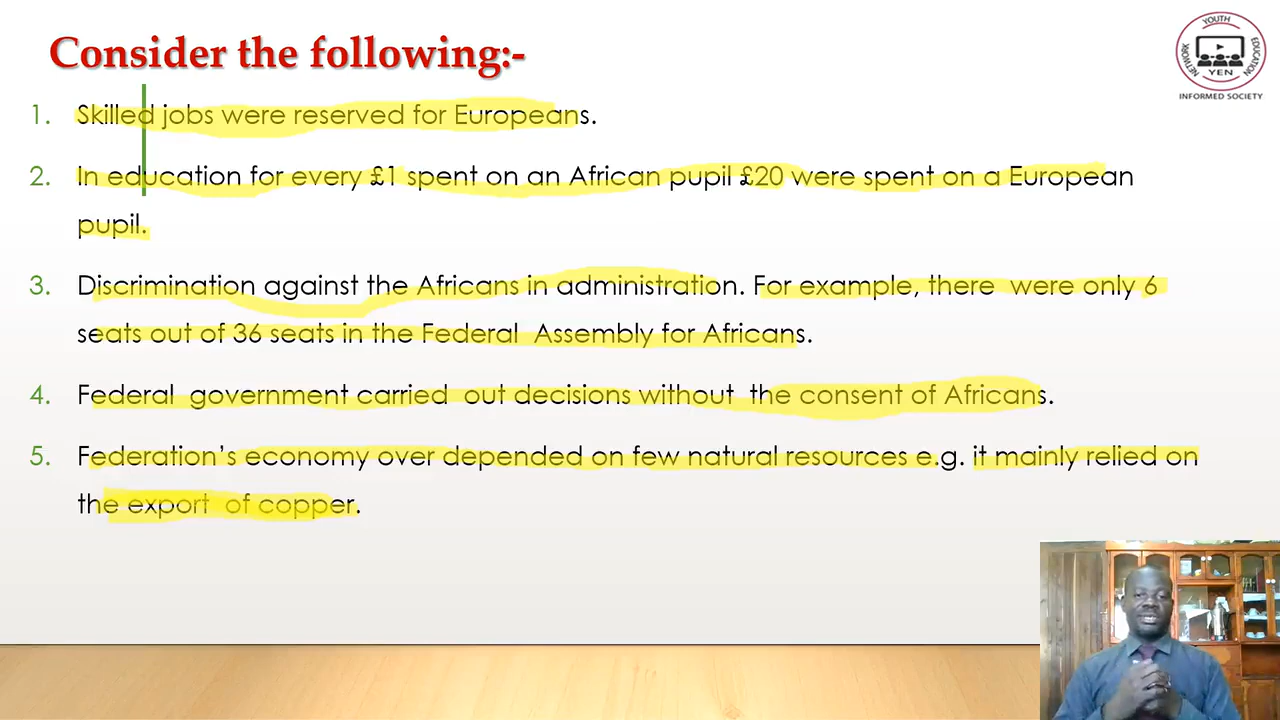 Consider the following:-
1. Skilled jobs were reserved for Europeans.
2. In education for every £1 spent on an African pupil £20 were spent on a European
pupil.
3. Discrimination against the Africans in administration. For example, there were only 6
seats out of 36 seats in the Federal Assembly for Africans.
4. Federal government carried out decisions without the consent of Africans.
5. Federation's economy over depended on few natural resources e.g. it mainly relied on
the export of copper.
YOUTH
EDUCATION
NETWORK
YEN
INFORMED SOCIETY